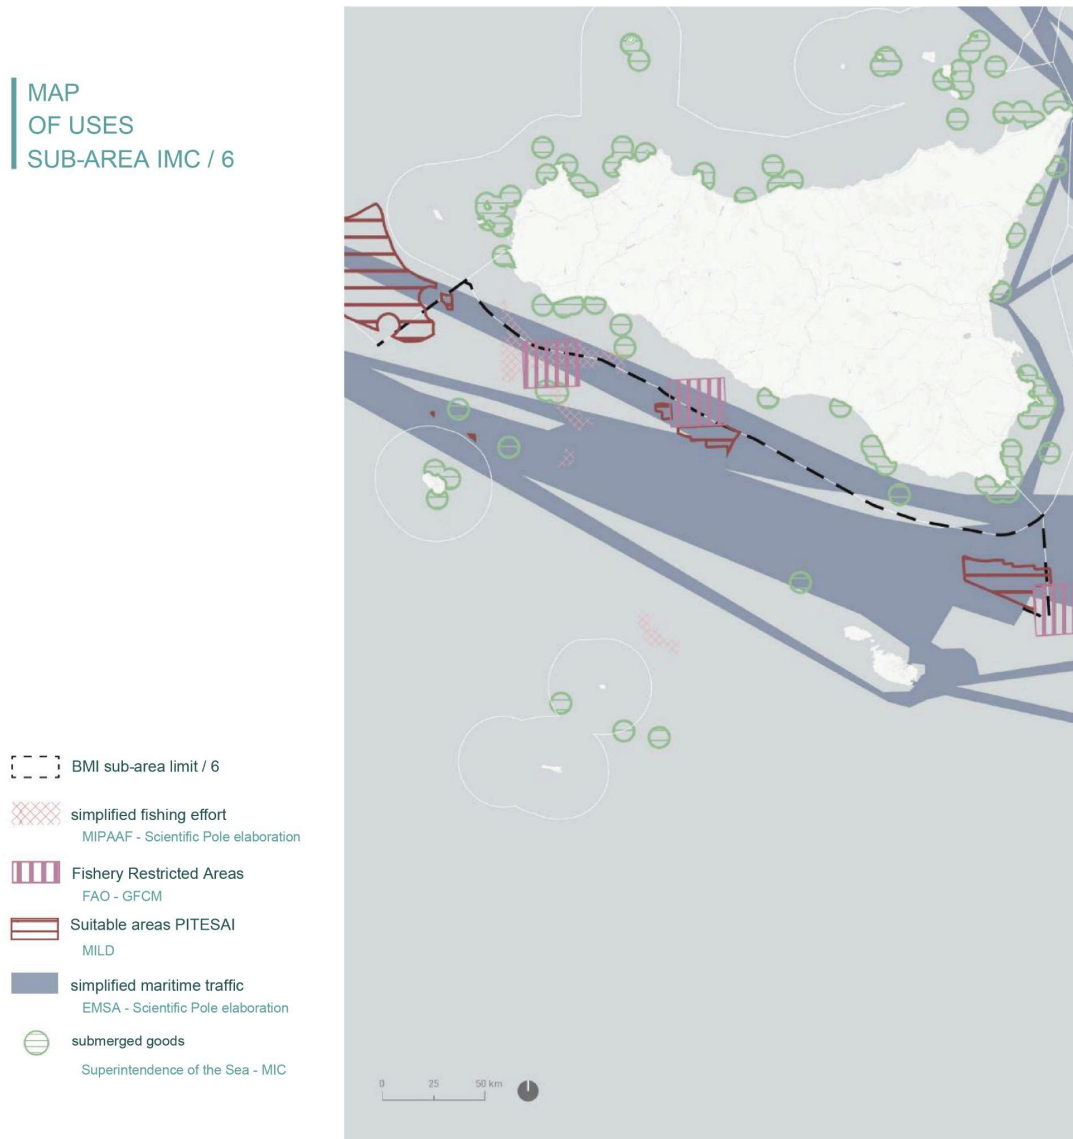 MAP
OF USES
SUB-AREA IMC / 6
BMI sub-area limit / 6
simplified fishing effort
MIPAAF - Scientific Pole elaboration
Fishery Restricted Areas
FAO - GFCM
Suitable areas PITESAI
MILD
simplified maritime traffic
EMSA - Scientific Pole elaboration
submerged goods
Superintendence of the Sea - MIC
0 25 50 km